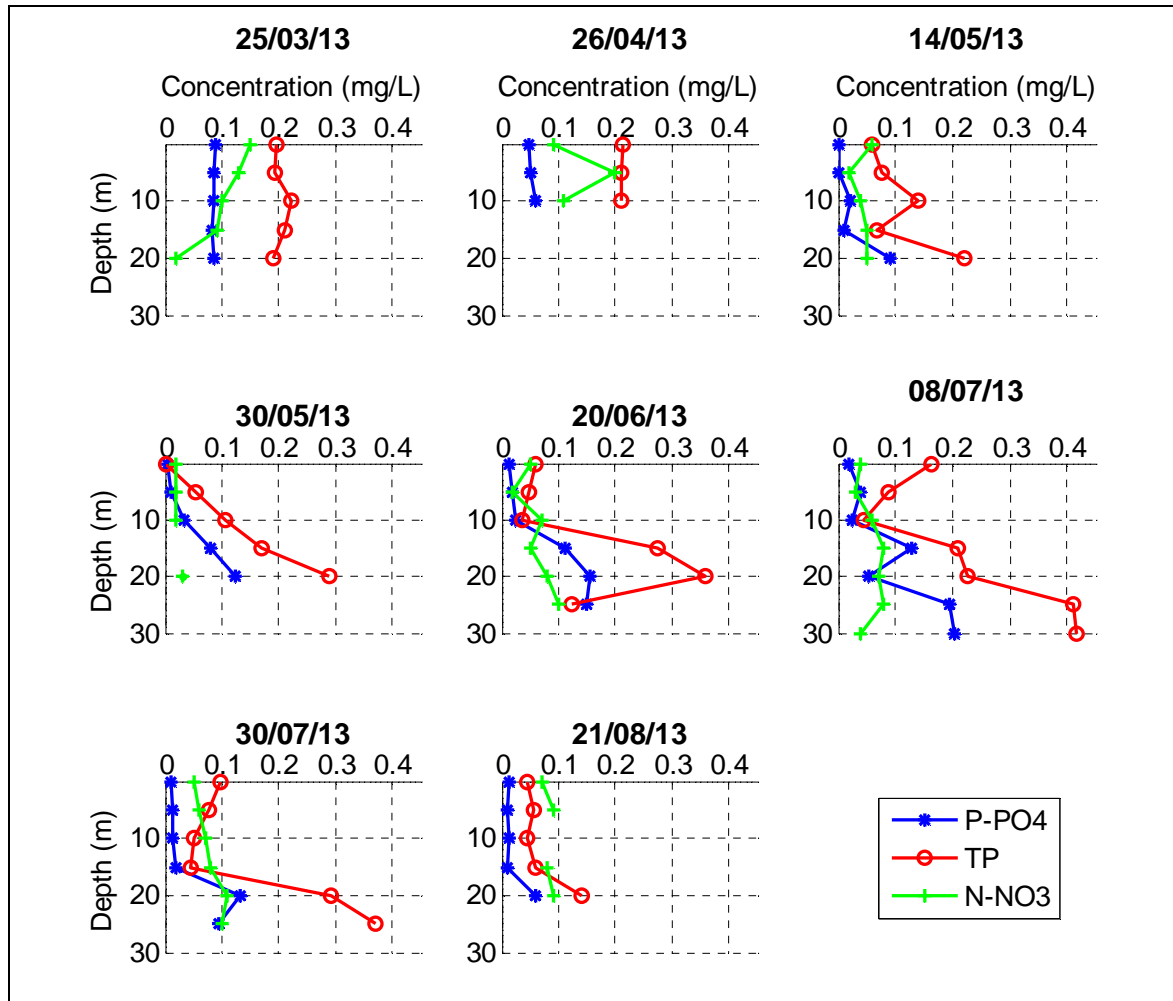 25/03/13 26/04/13 14/05/13
Concentration (mg/L) Concentration (mg/L) Concentration (mg/L)
0 0.1 0.2 0.3 0.4 0 0.1 0.2 0.3 0.4 0 0.1 0.2 0.3 0.4
Depth (m)
10 10 10
20 20 20
30 30 30
30/05/13 20/06/13 08/07/13
0 0.1 0.2 0.3 0.4 0 0.1 0.2 0.3 0.4 0 0.1 0.2 0.3 0.4
Depth (m)
10 10 10
20 20 20
30 30 30
30/07/13 21/08/13
0 0.1 0.2 0.3 0.4 0 0.1 0.2 0.3 0.4
Depth (m)
10 10
20 20
30 30
P-PO4
TP
N-NO3